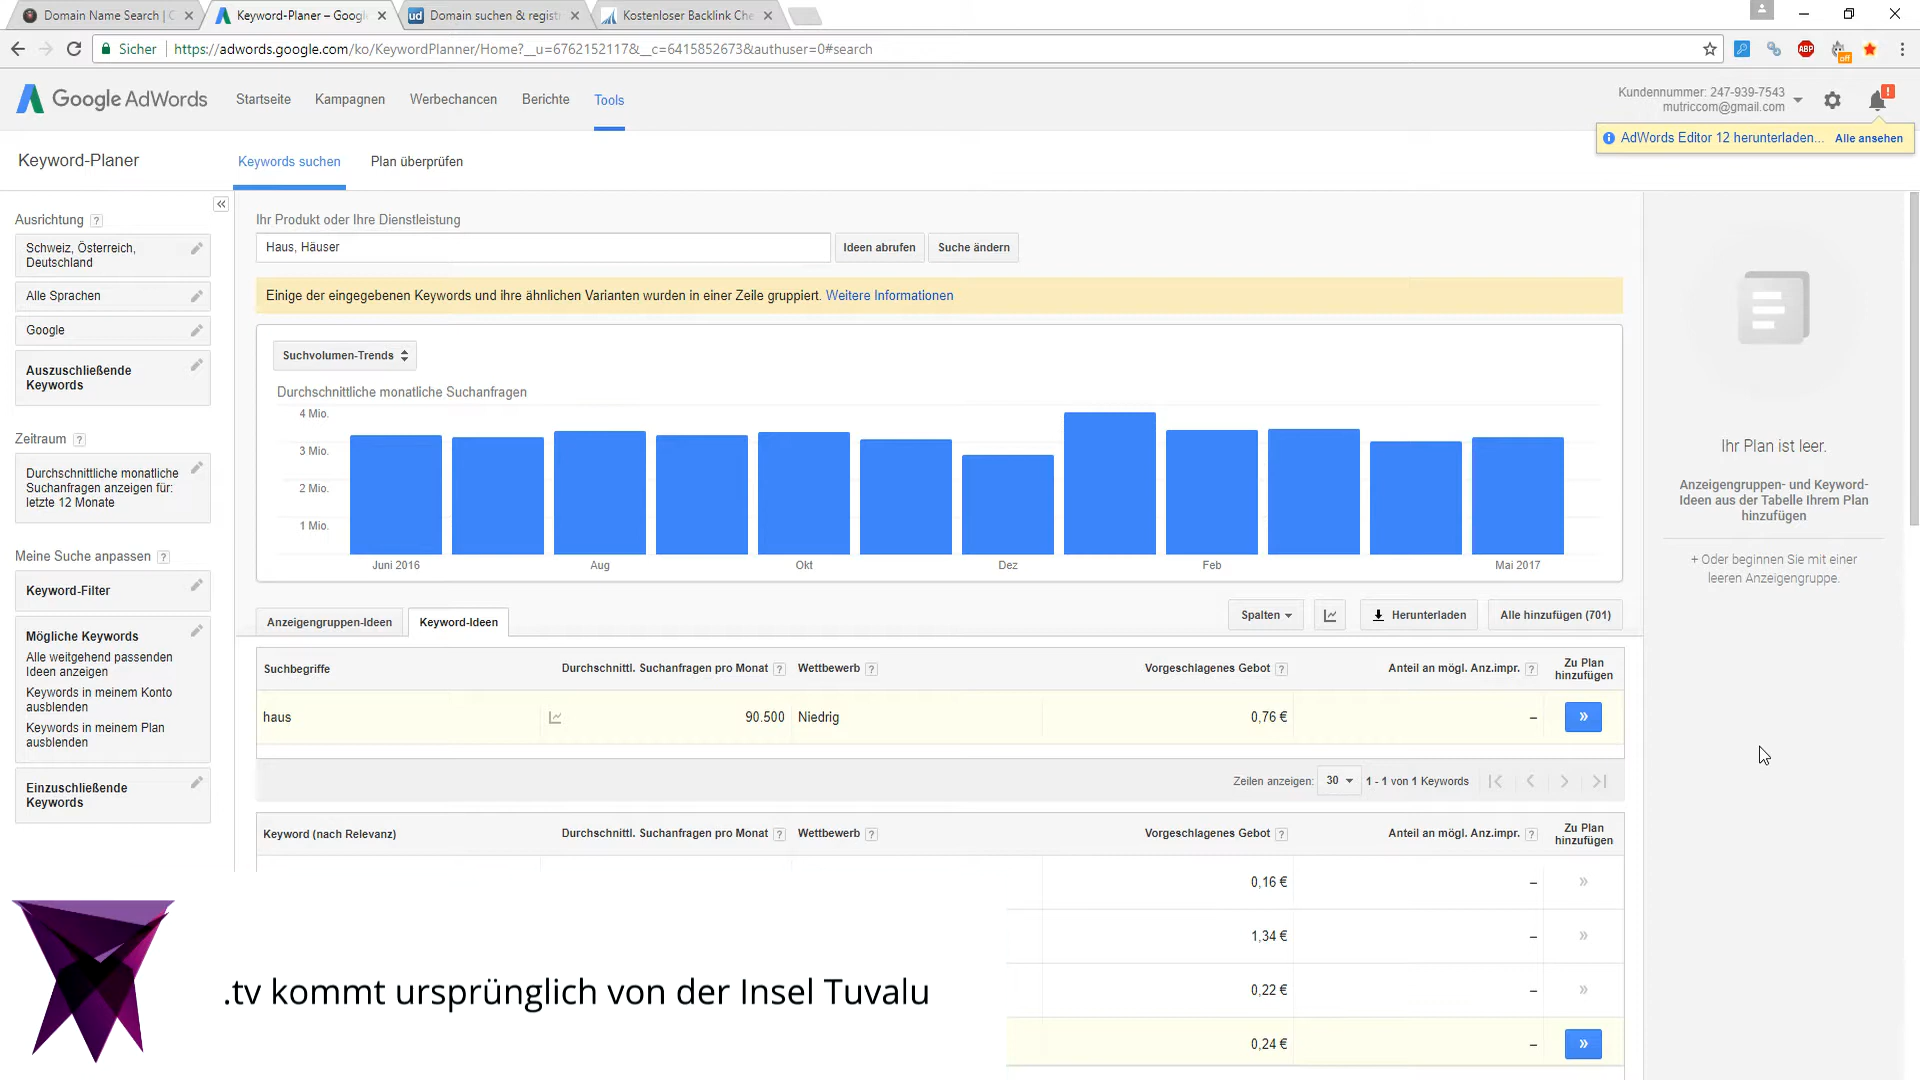 Domain Name Search | C
Keyword-Planer – Google
Domain suchen & registr
Kostenloser Backlink Che
Sicher
https://adwords.google.com/ko/KeywordPlanner/Home?__u=6762152117&__c=6415852673&authuser=0#search
ABP
off
Google AdWords
Startseite
Kampagnen
Werbechancen
Berichte
Tools
Kundennummer: 247-939-7543
mutriccom@gmail.com
AdWords Editor 12 herunterladen... Alle ansehen
Keyword-Planer
Keywords suchen
Plan überprüfen
Ausrichtung ?
Schweiz, Österreich,
Deutschland
Alle Sprachen
Google
Auszuschließende
Keywords
Zeitraum ?
Durchschnittliche monatliche
Suchanfragen anzeigen für:
letzte 12 Monate
Meine Suche anpassen ?
Keyword-Filter
Mögliche Keywords
Alle weitgehend passenden
Ideen anzeigen
Keywords in meinem Konto
ausblenden
Keywords in meinem Plan
ausblenden
Einzuschließende
Keywords
Ihr Produkt oder Ihre Dienstleistung
Haus, Häuser
Ideen abrufen
Suche ändern
Einige der eingegebenen Keywords und ihre ähnlichen Varianten wurden in einer Zeile gruppiert. Weitere Informationen
Suchvolumen-Trends
Durchschnittliche monatliche Suchanfragen
4 Mio.
3 Mio.
2 Mio.
1 Mio.
Juni 2016
Aug
Okt
Dez
Feb
Mai 2017
Anzeigengruppen-Ideen
Keyword-Ideen
Spalten
Herunterladen
Alle hinzufügen (701)
Suchbegriffe
Durchschnittl. Suchanfragen pro Monat ?
Wettbewerb ?
Vorgeschlagenes Gebot ?
Anteil an mögl. Anz.impr. ?
Zu Plan
hinzufügen
haus
90.500
Niedrig
0,76 €
–
»
Zeilen anzeigen: 30
1 - 1 von 1 Keywords
Keyword (nach Relevanz)
Durchschnittl. Suchanfragen pro Monat ?
Wettbewerb ?
Vorgeschlagenes Gebot ?
Anteil an mögl. Anz.impr. ?
Zu Plan
hinzufügen
0,16 € – »
1,34 € – »
0,22 € – »
0,24 € – »
Ihr Plan ist leer.
Anzeigengruppen- und Keyword-
Ideen aus der Tabelle Ihrem Plan
hinzufügen
+ Oder beginnen Sie mit einer
leeren Anzeigengruppe.
.tv kommt ursprünglich von der Insel Tuvalu